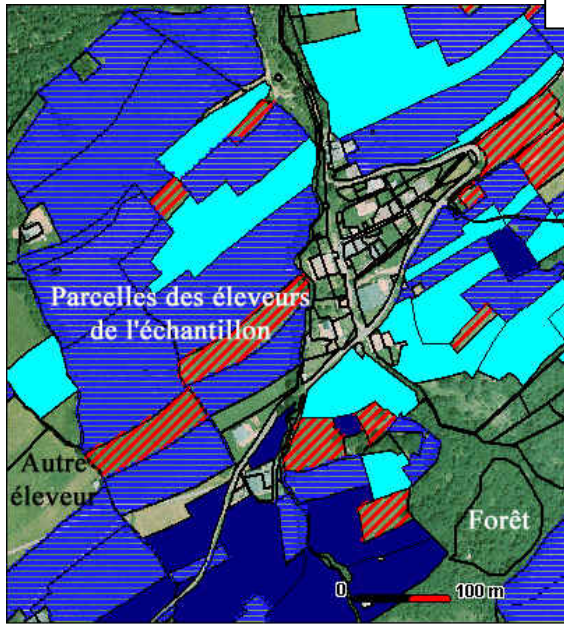 Parcelles des éleveurs
de l'échantillon
Autre
éleveur
Forêt
0 100 m